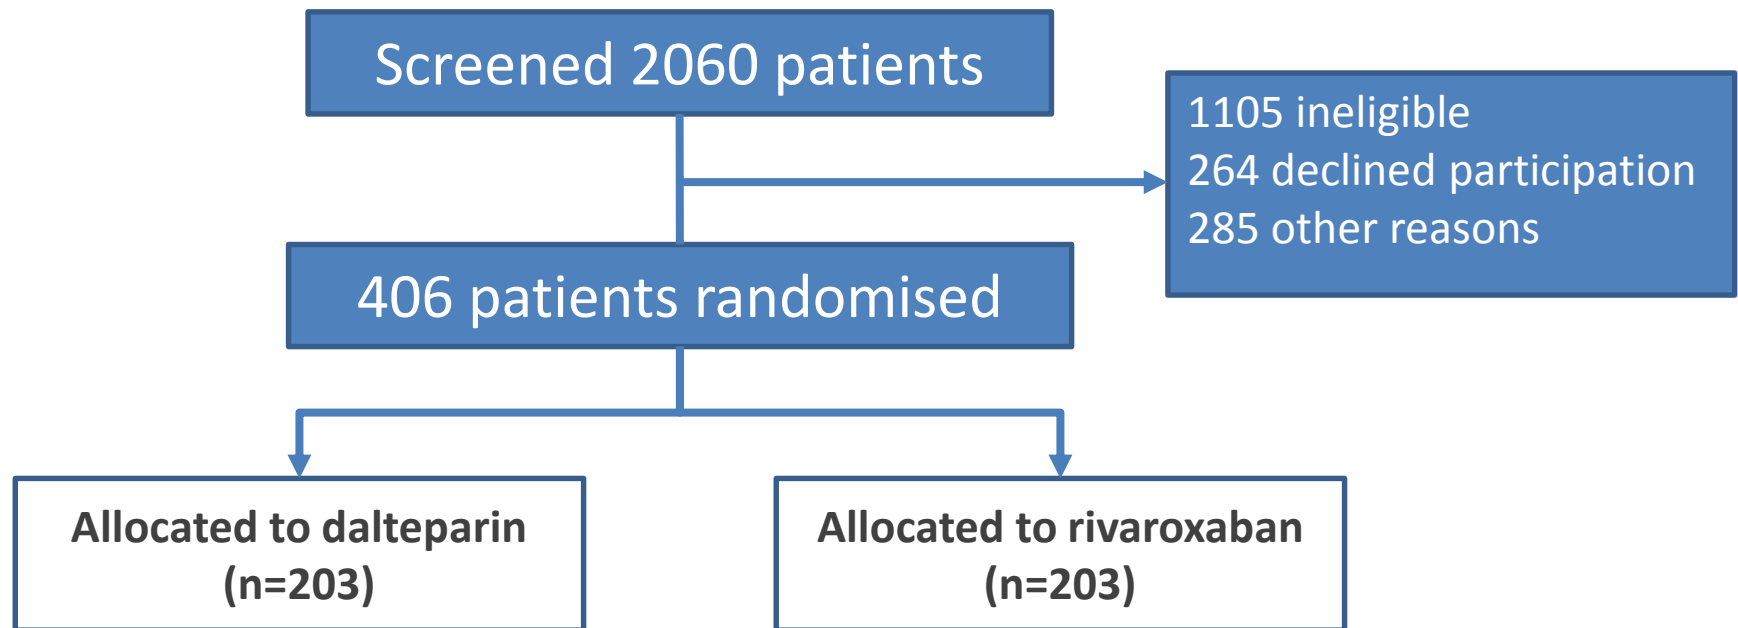 Screened 2060 patients
1105 ineligible
264 declined participation
285 other reasons
406 patients randomised
Allocated to dalteparin
(n=203)
Allocated to rivaroxaban
(n=203)